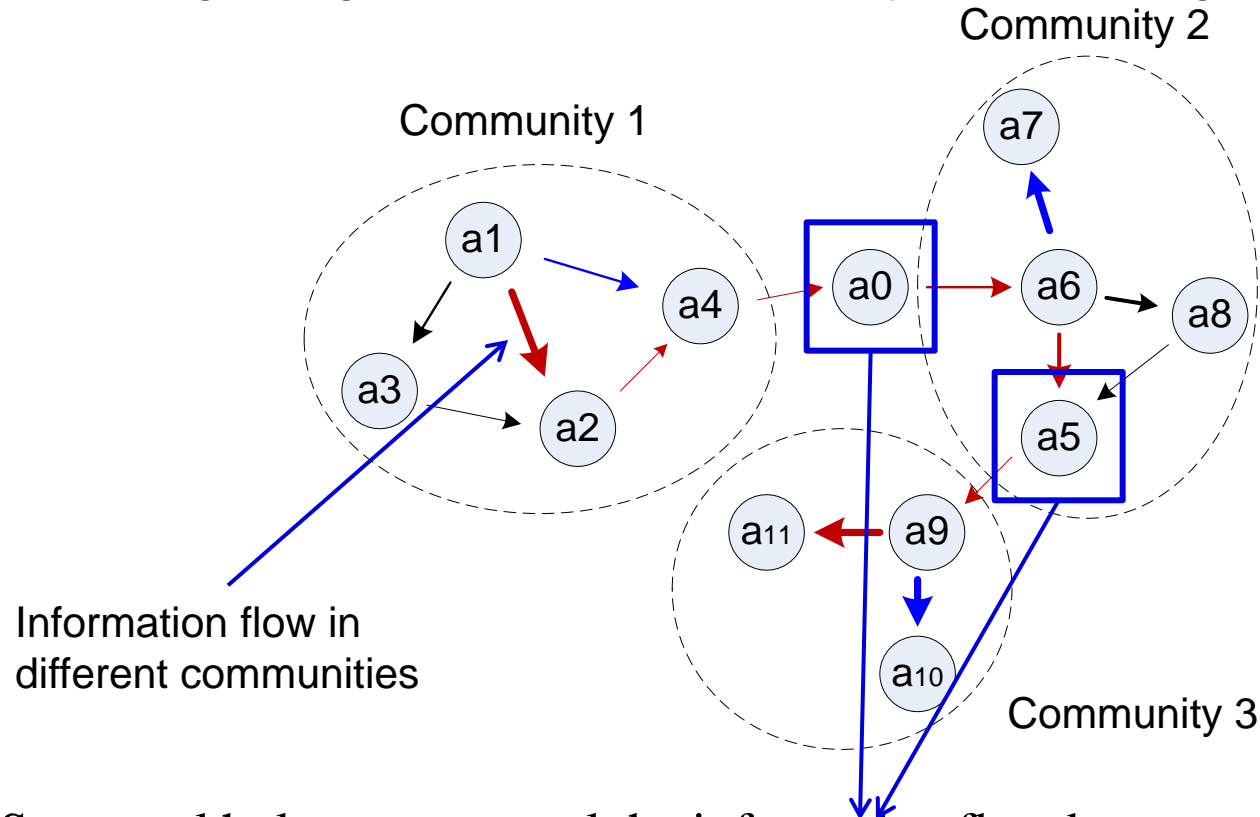 Community 2
Community 1
a7
a1
a4
a0
a6
a8
a3
a2
a5
a11
a9
a10
Information flow in
different communities
Community 3